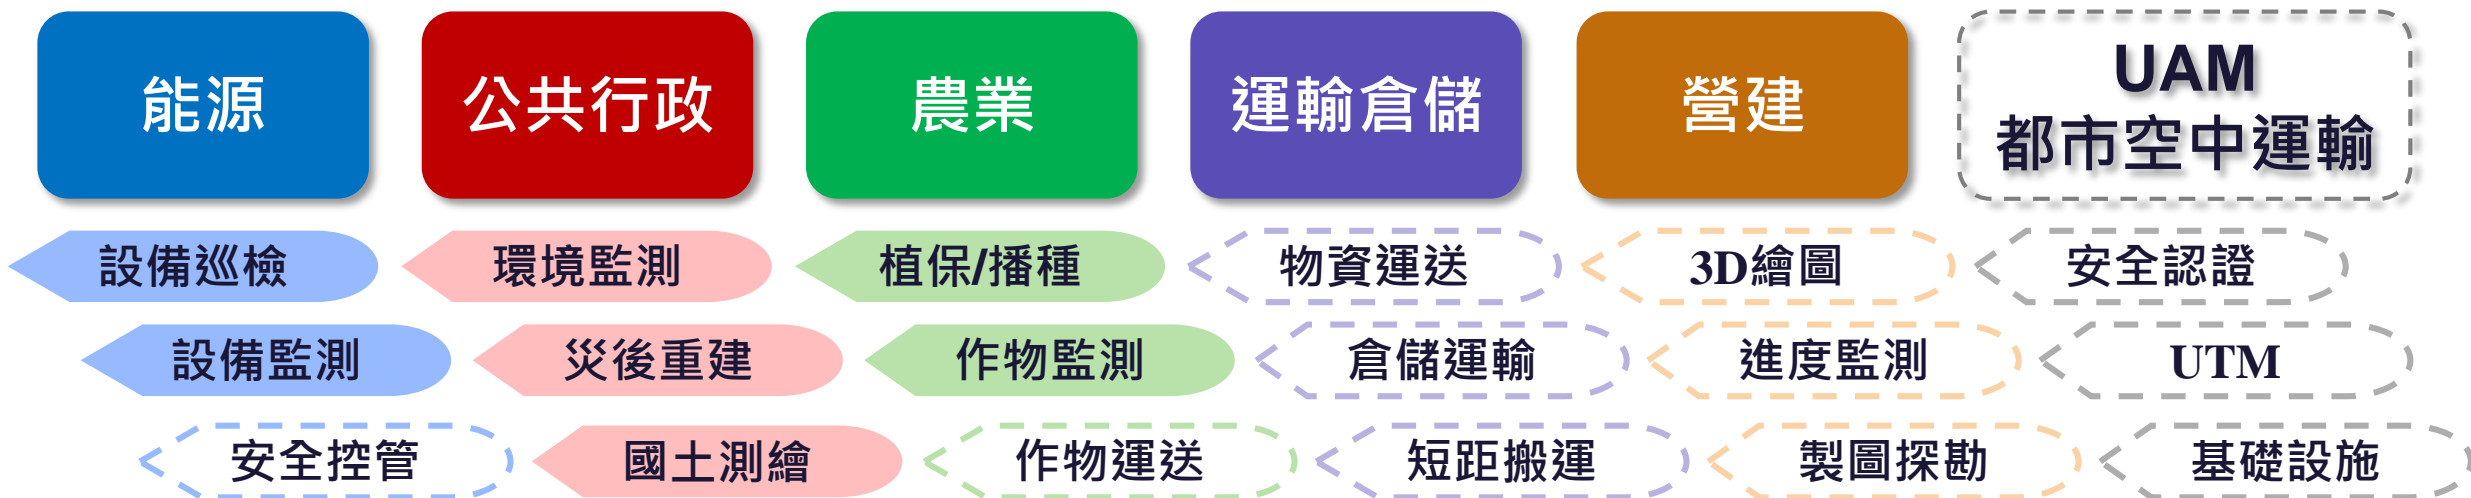 能源
公共行政
農業
運輸倉儲
營建
UAM
都市空中運輸
設備巡檢
環境監測
植保/播種
物資運送
3D繪圖
安全認證
設備監測
災後重建
作物監測
倉儲運輸
進度監測
UTM
安全控管
國土測繪
作物運送
短距搬運
製圖探勘
基礎設施